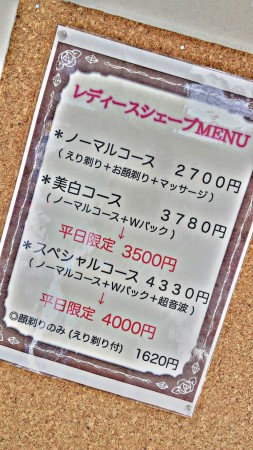 レディースシェーブMENU
＊ノーマルコース 2700円
(えり剃り+お顔剃り+マッサージ)
＊美白コース 3780円
(ノーマルコース+Wパック)
↓
平日限定 3500円
＊スペシャルコース 4330円
(ノーマルコース+Wパック+超音波)
↓
平日限定 4000円
◎顔剃りのみ(えり剃付) 1620円